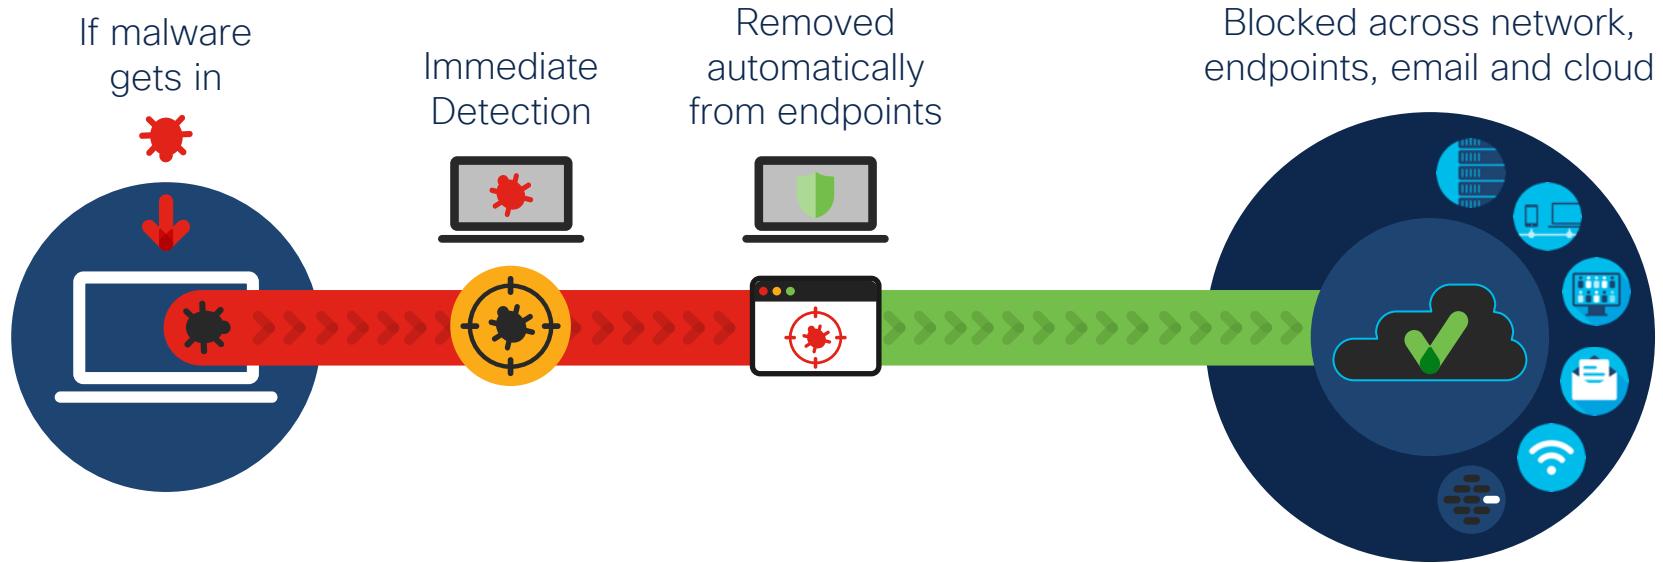 If malware
gets in
Immediate
Detection
Removed
automatically
from endpoints
Blocked across network,
endpoints, email and cloud